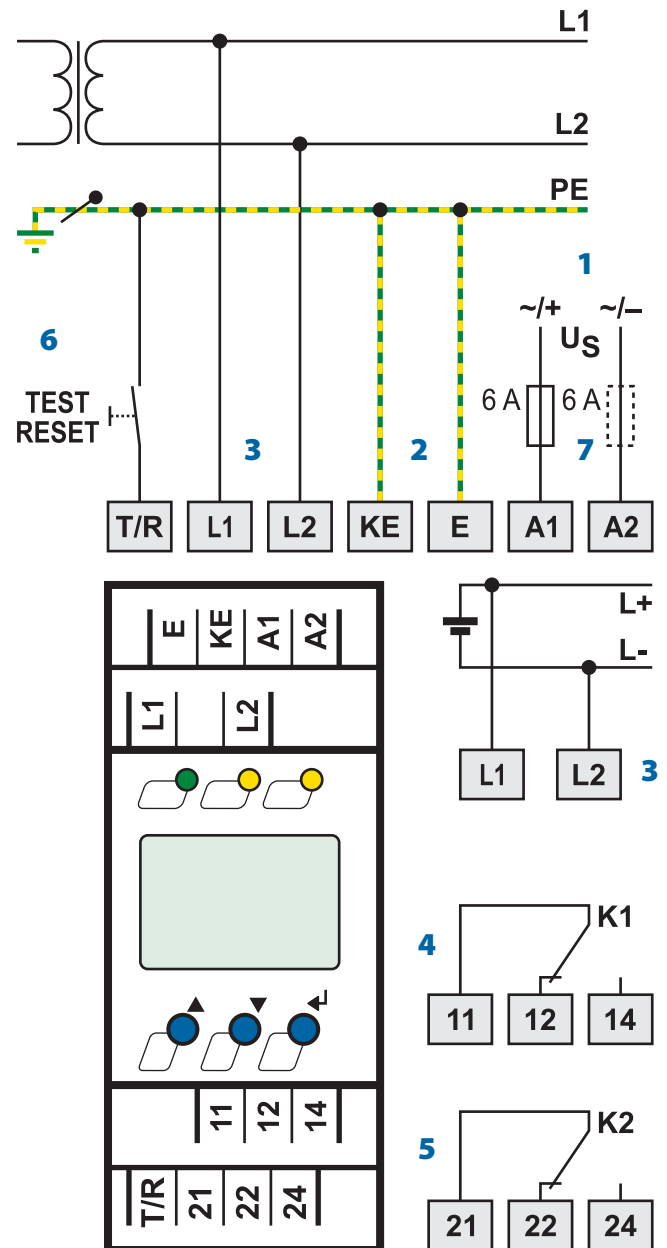 L1
L2
PE
1
~/+ ~/–
US
6
6 A 6 A
TEST
RESET
3 2 7
T/R L1 L2 KE E A1 A2
L+
L-
E KE A1 A2
L1 L2
L1 L2 3
K1
4
11 12 14
11 12 14
K2
5
T/R 21 22 24
21 22 24